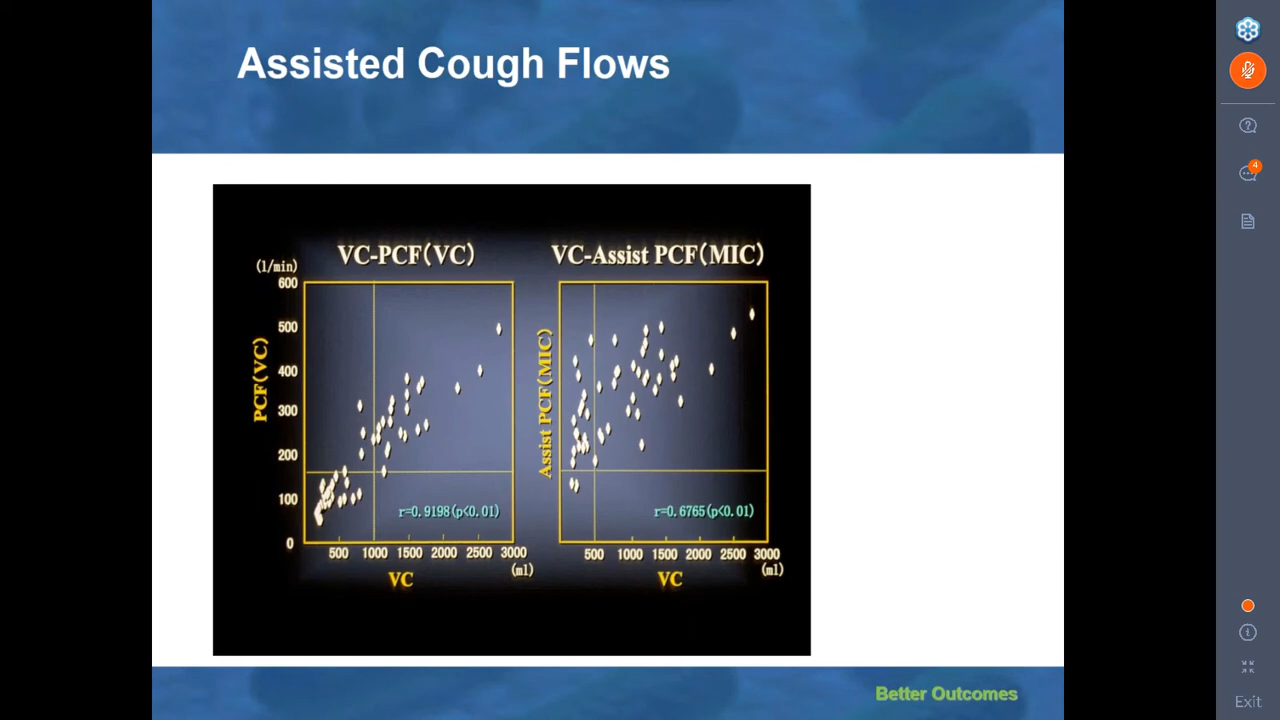 Assisted Cough Flows
VC-PCF(VC)
(l/min)
600
500
400
300
200
100
0
PCF(VC)
r=0.9198(p<0.01)
500 1000 1500 2000 2500 3000
(ml)
VC
VC-Assist PCF(MIC)
Assist PCF(MIC)
r=0.6765(p<0.01)
500 1000 1500 2000 2500 3000
(ml)
VC
Better Outcomes
4
Exit